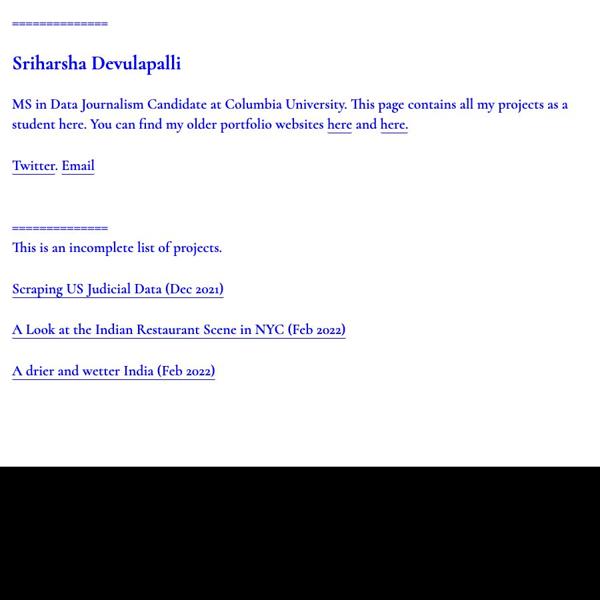 ==============
Sriharsha Devulapalli
MS in Data Journalism Candidate at Columbia University. This page contains all my projects as a
student here. You can find my older portfolio websites here and here.
Twitter. Email
==============
This is an incomplete list of projects.
Scraping US Judicial Data (Dec 2021)
A Look at the Indian Restaurant Scene in NYC (Feb 2022)
A drier and wetter India (Feb 2022)